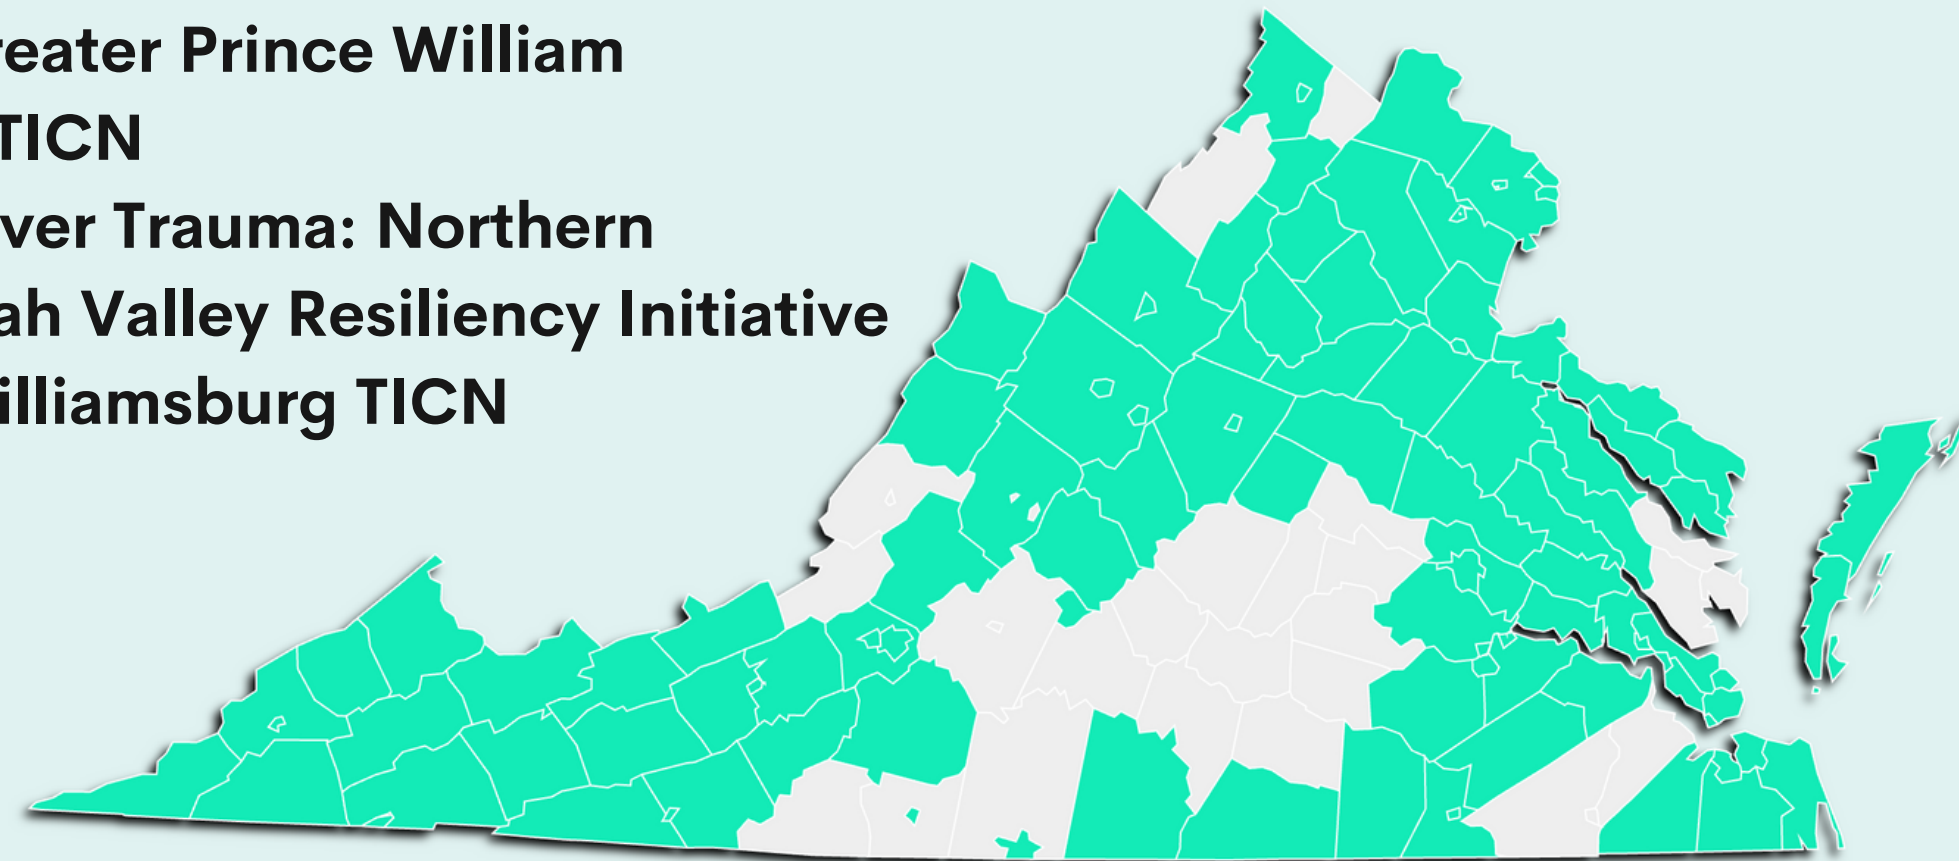 reater Prince William
TICN
ver Trauma: Northern
ah Valley Resiliency Initiative
illiamsburg TICN